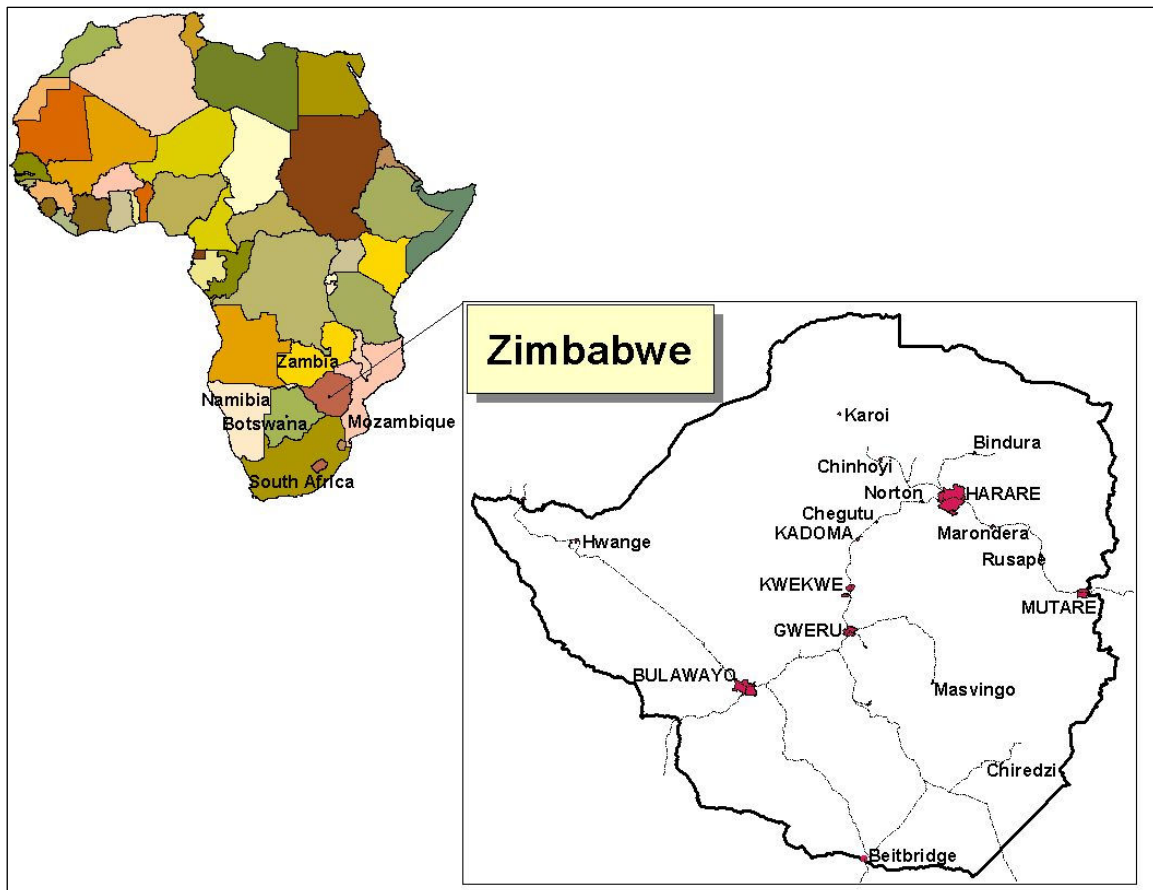 Zambia
Namibia
Botswana
Mozambique
South Africa
Zimbabwe
Karoi
Bindura
Chinhoyi
Norton
HARARE
Chegutu
KADOMA
Marondera
Hwange
Rusape
KWEKWE
MUTARE
GWERU
BULAWAYO
Masvingo
Chiredzi
Beitbridge